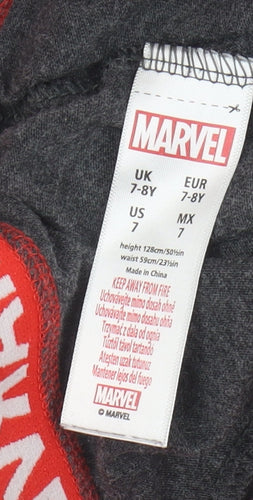 MARVEL
UK EUR
7-8Y 7-8Y
US MX
7 7
height 128cm/50½in
waist 59cm/23½in
Made in China
KEEP AWAY FROM FIRE
Uchovávejte mimo dosah ohně
Uchovávajte mimo dosahu ohňa
Trzymać z dala od ognia
Tűztől távol tartandó
Ateşten uzak tutunuz
Mantener lejos del fuego
MARVEL
© MARVEL